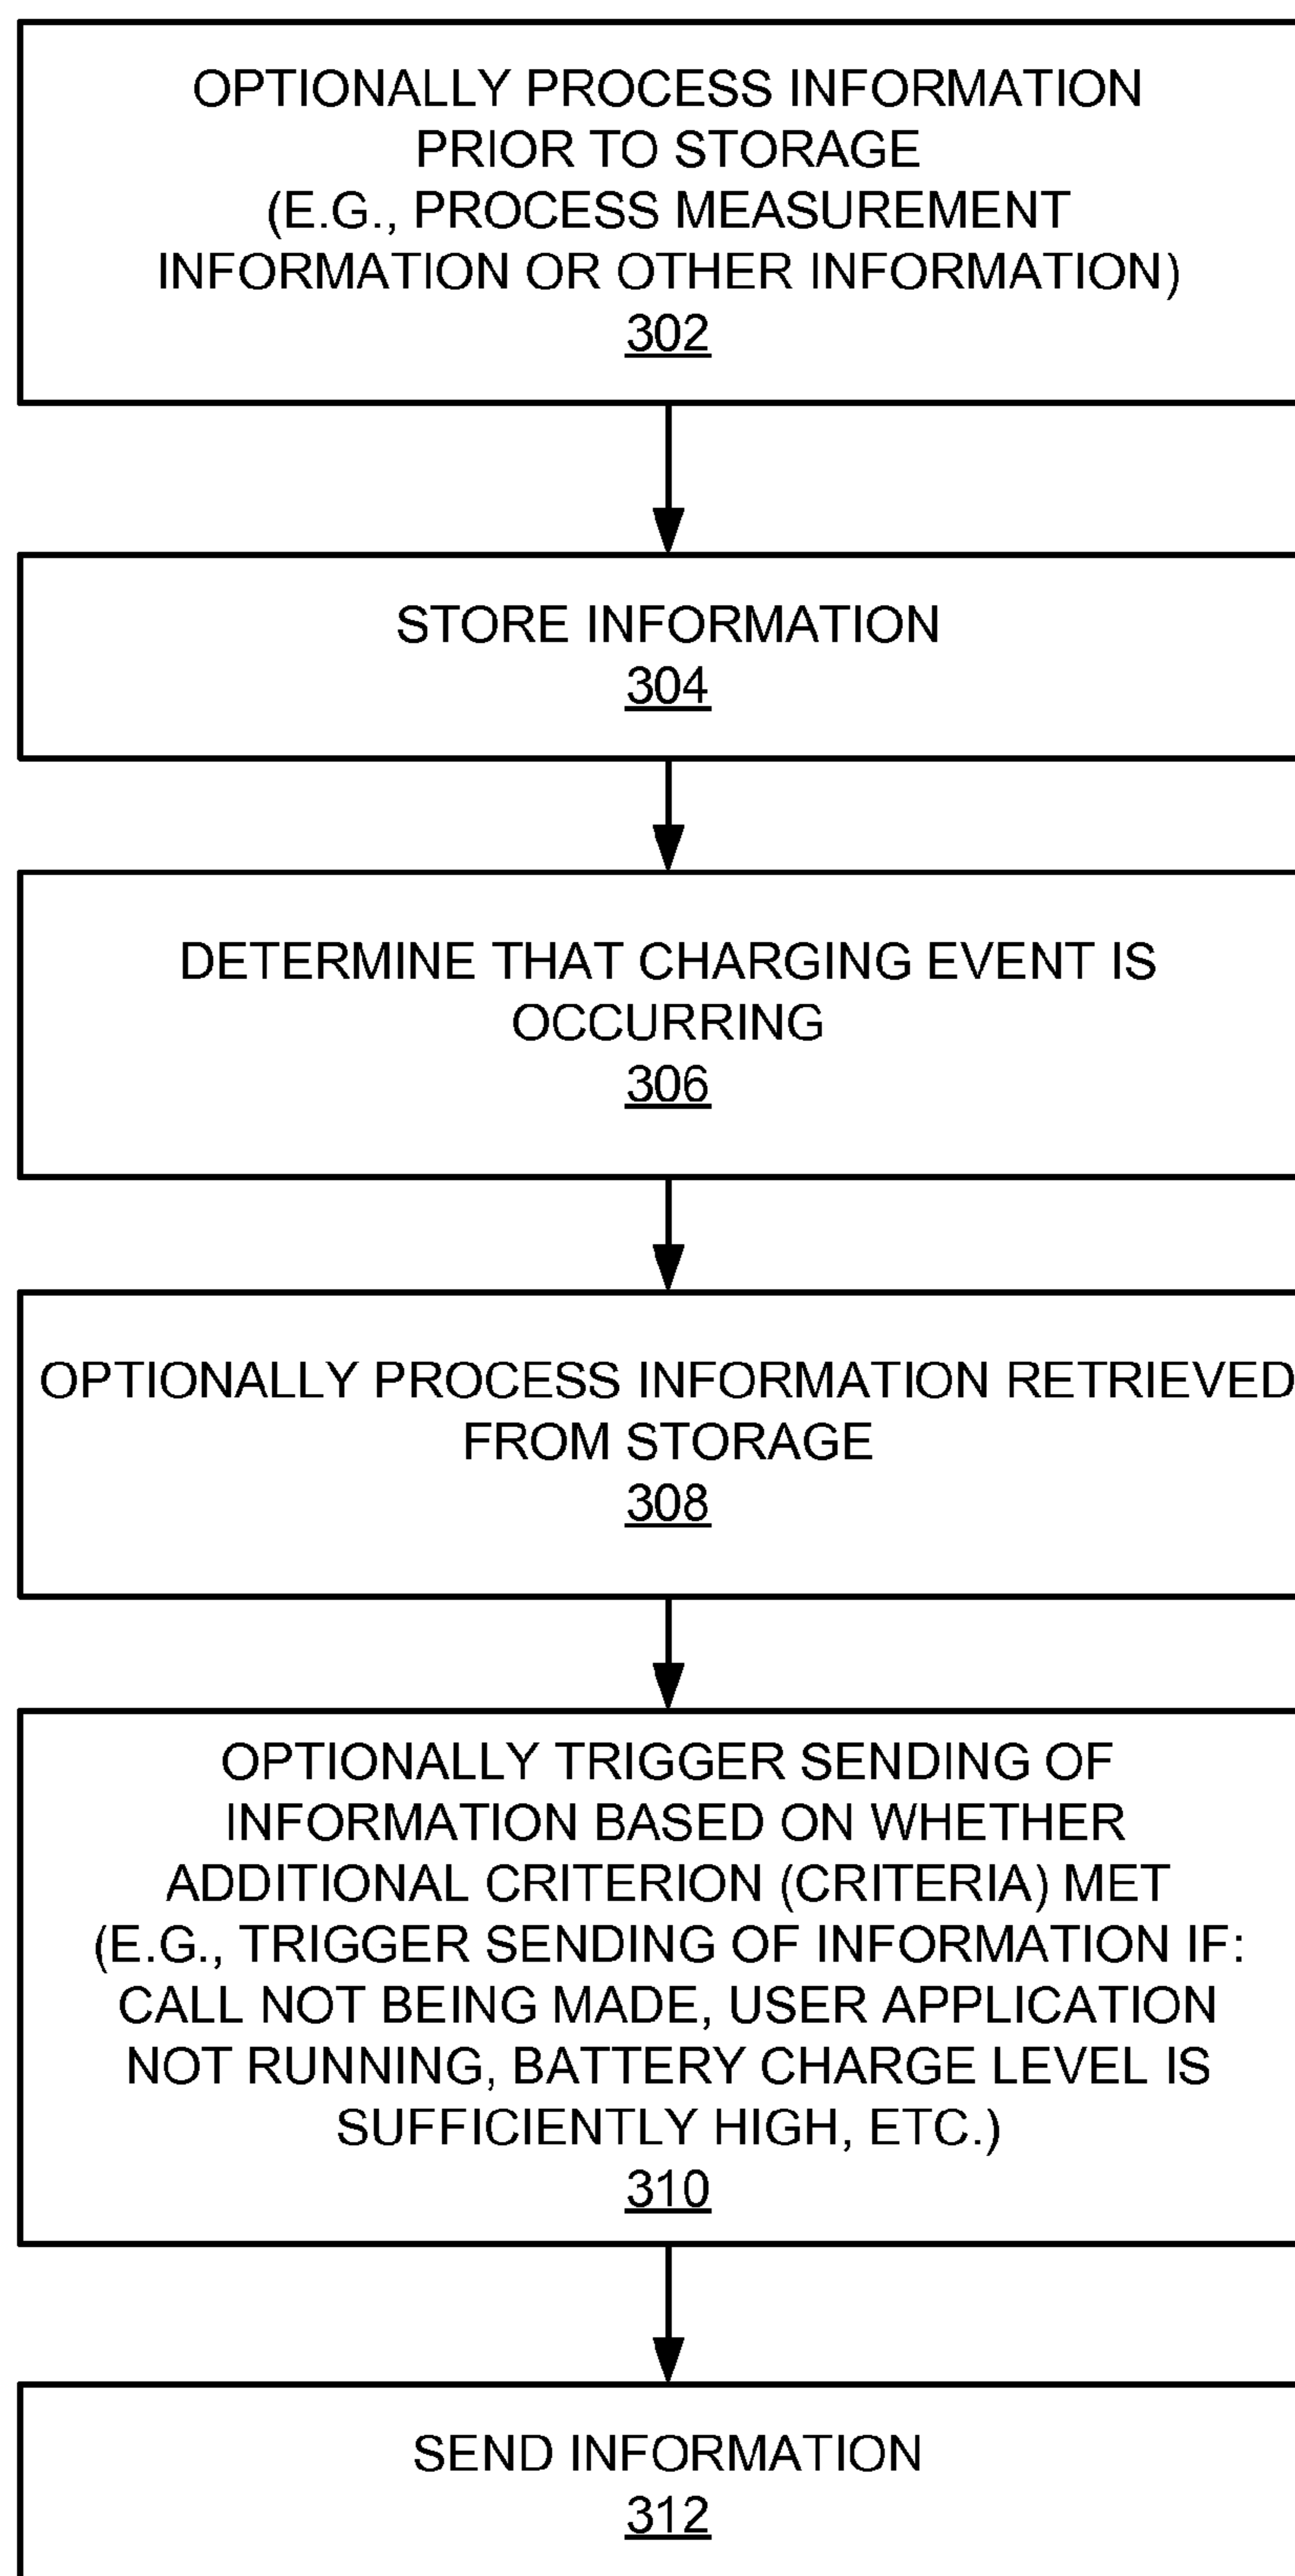 OPTIONALLY PROCESS INFORMATION
PRIOR TO STORAGE
(E.G., PROCESS MEASUREMENT
INFORMATION OR OTHER INFORMATION)
302
STORE INFORMATION
304
DETERMINE THAT CHARGING EVENT IS
OCCURRING
306
OPTIONALLY PROCESS INFORMATION RETRIEVED
FROM STORAGE
308
OPTIONALLY TRIGGER SENDING OF
INFORMATION BASED ON WHETHER
ADDITIONAL CRITERION (CRITERIA) MET
(E.G., TRIGGER SENDING OF INFORMATION IF:
CALL NOT BEING MADE, USER APPLICATION
NOT RUNNING, BATTERY CHARGE LEVEL IS
SUFFICIENTLY HIGH, ETC.)
310
SEND INFORMATION
312